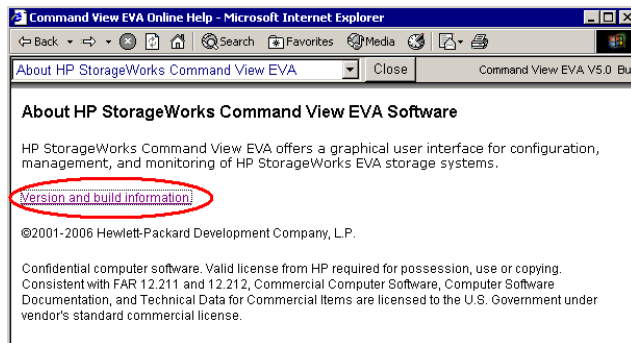 Command View EVA Online Help - Microsoft Internet Explorer
Back Search Favorites Media
About HP StorageWorks Command View EVA Close Command View EVA V5.0 Bu
About HP StorageWorks Command View EVA Software
HP StorageWorks Command View EVA offers a graphical user interface for configuration,
management, and monitoring of HP StorageWorks EVA storage systems.
Version and build information
©2001-2006 Hewlett-Packard Development Company, L.P.
Confidential computer software. Valid license from HP required for possession, use or copying.
Consistent with FAR 12.211 and 12.212, Commercial Computer Software, Computer Software
Documentation, and Technical Data for Commercial Items are licensed to the U.S. Government under
vendor's standard commercial license.